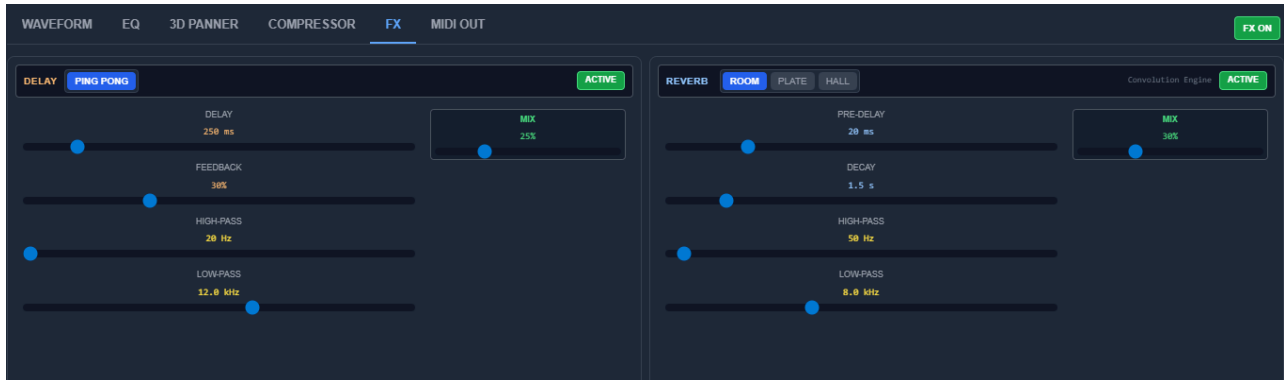 WAVEFORM EQ 3D PANNER COMPRESSOR FX MIDI OUT FX ON
DELAY PING PONG ACTIVE
DELAY
250 ms
MIX
25%
FEEDBACK
30%
HIGH-PASS
20 Hz
LOW-PASS
12.0 kHz
REVERB ROOM PLATE HALL Convolution Engine ACTIVE
PRE-DELAY
20 ms
MIX
30%
DECAY
1.5 s
HIGH-PASS
50 Hz
LOW-PASS
8.0 kHz